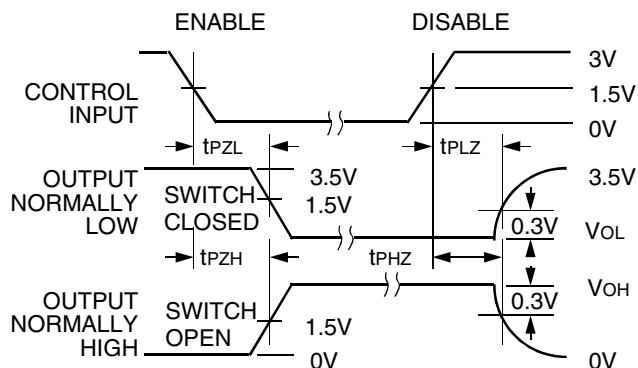 ENABLE DISABLE
3V
CONTROL INPUT
1.5V
0V
tPZL tPLZ
OUTPUT NORMALLY LOW
SWITCH CLOSED
3.5V
1.5V
3.5V
0.3V
VOL
tPZH tPHZ
VOH
0.3V
OUTPUT NORMALLY HIGH
SWITCH OPEN
1.5V
0V
0V